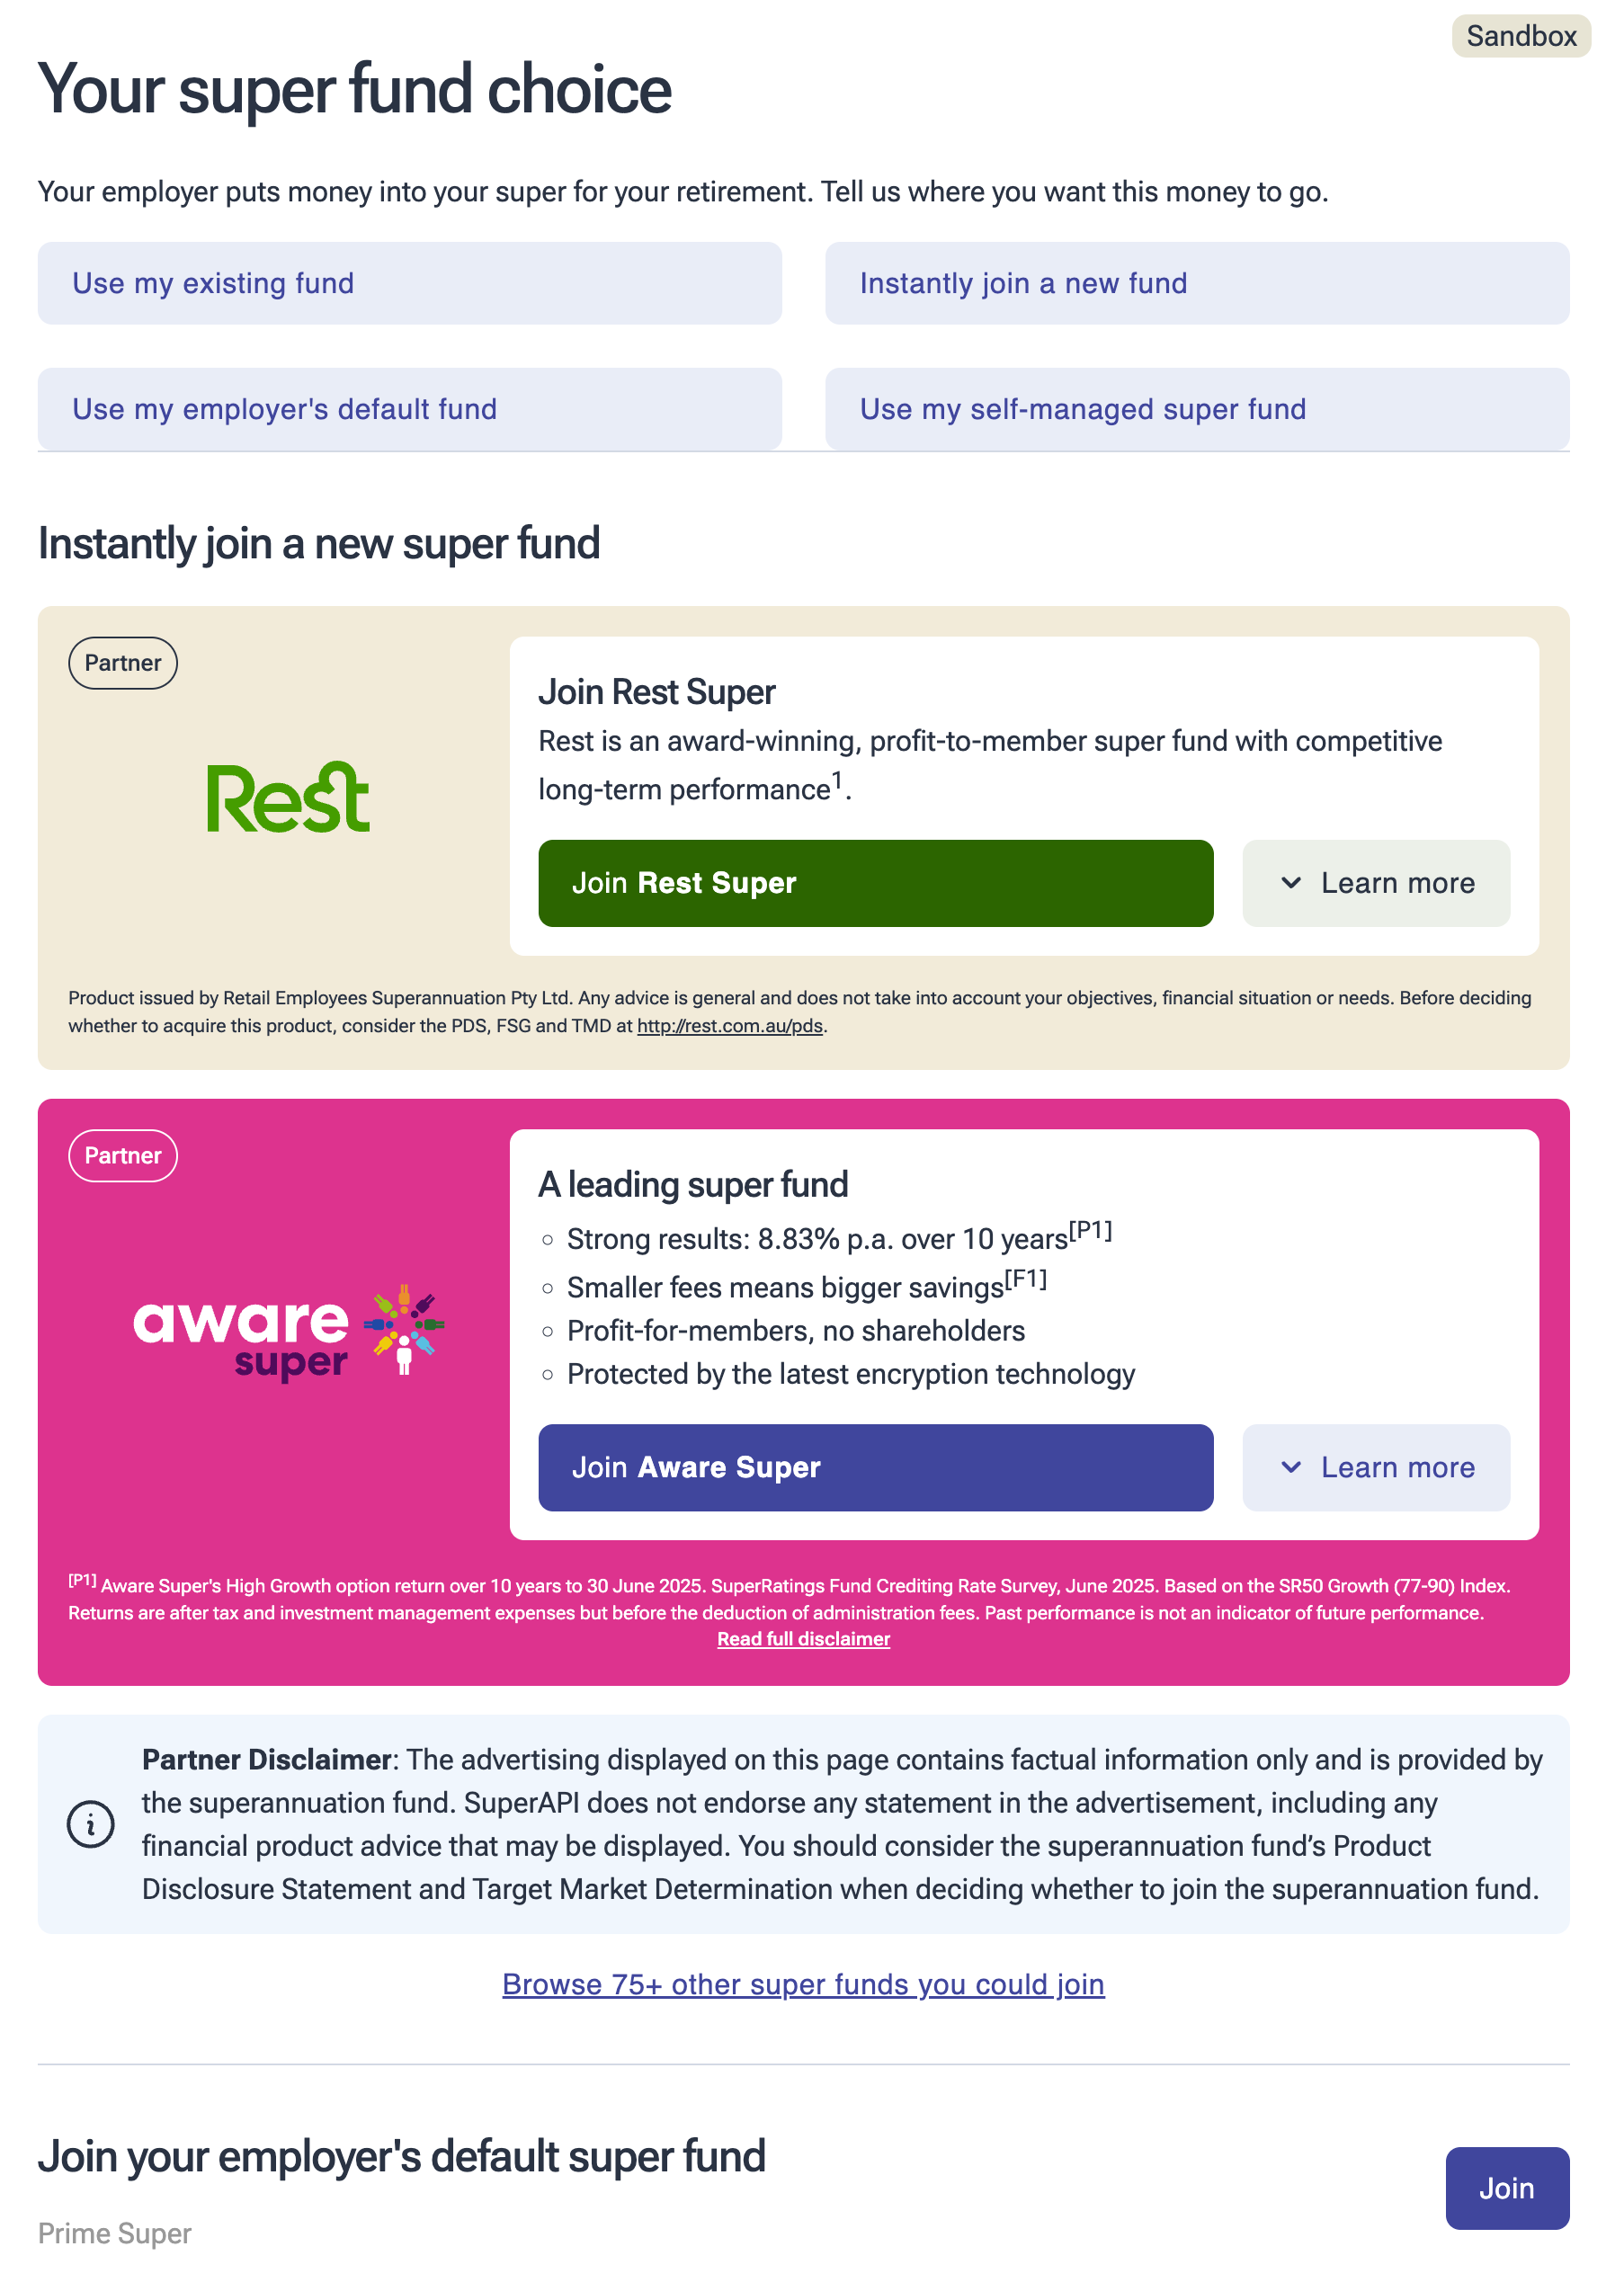 Sandbox
Your super fund choice
Your employer puts money into your super for your retirement. Tell us where you want this money to go.
Use my existing fund
Instantly join a new fund
Use my employer's default fund
Use my self-managed super fund
Instantly join a new super fund
Partner
Rest
Join Rest Super
Rest is an award-winning, profit-to-member super fund with competitive
long-term performance1.
Join Rest Super
Learn more
Product issued by Retail Employees Superannuation Pty Ltd. Any advice is general and does not take into account your objectives, financial situation or needs. Before deciding
whether to acquire this product, consider the PDS, FSG and TMD at http://rest.com.au/pds.
Partner
aware
super
A leading super fund
Strong results: 8.83% p.a. over 10 years[P1]
Smaller fees means bigger savings[F1]
Profit-for-members, no shareholders
Protected by the latest encryption technology
Join Aware Super
Learn more
[P1] Aware Super's High Growth option return over 10 years to 30 June 2025. SuperRatings Fund Crediting Rate Survey, June 2025. Based on the SR50 Growth (77-90) Index.
Returns are after tax and investment management expenses but before the deduction of administration fees. Past performance is not an indicator of future performance.
Read full disclaimer
Partner Disclaimer: The advertising displayed on this page contains factual information only and is provided by
the superannuation fund. SuperAPI does not endorse any statement in the advertisement, including any
financial product advice that may be displayed. You should consider the superannuation fund’s Product
Disclosure Statement and Target Market Determination when deciding whether to join the superannuation fund.
Browse 75+ other super funds you could join
Join your employer's default super fund
Join
Prime Super